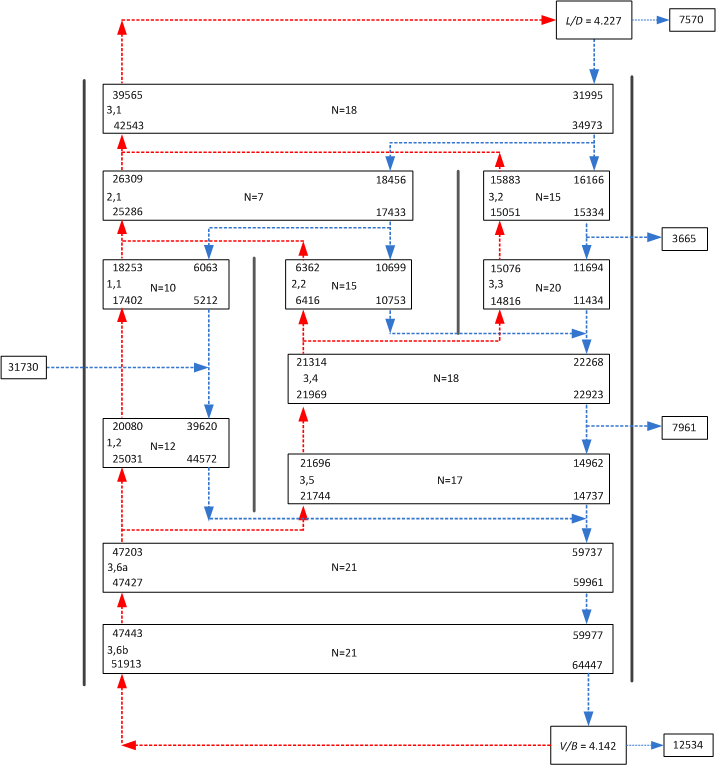 L/D = 4.227
7570
39565 31995
3,1 N=18
42543 34973
26309 18456
2,1 N=7
25286 17433
15883 16166
3,2 N=15
15051 15334
3665
18253 6063
1,1 N=10
17402 5212
6362 10699
2,2 N=15
6416 10753
15076 11694
3,3 N=20
14816 11434
31730
21314 22268
3,4 N=18
21969 22923
20080 39620
1,2 N=12
25031 44572
7961
21696 14962
3,5 N=17
21744 14737
47203 59737
3,6a N=21
47427 59961
47443 59977
3,6b N=21
51913 64447
V/B = 4.142
12534